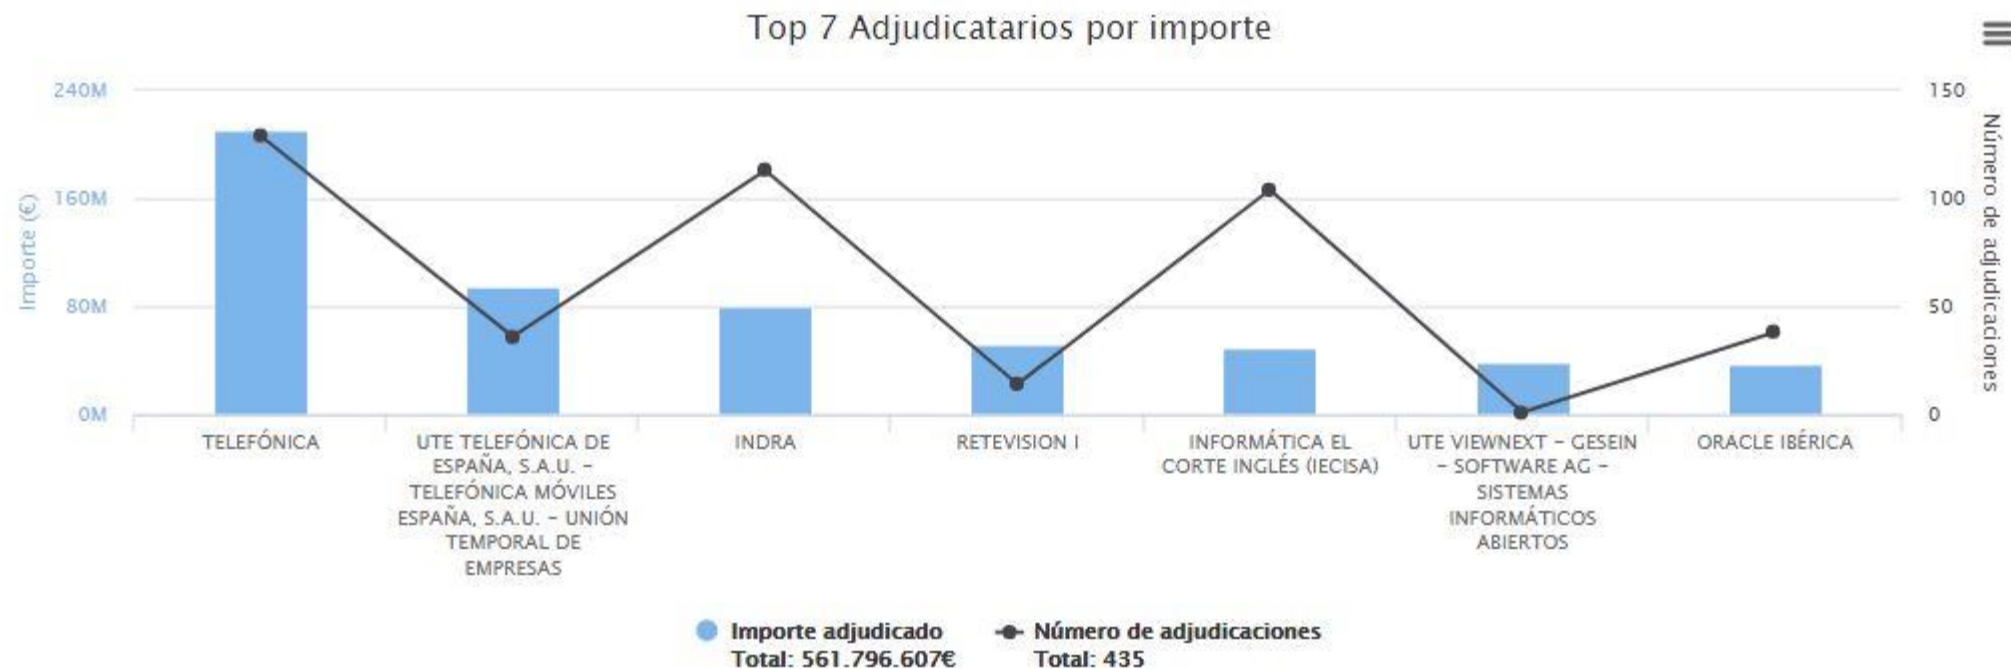 Top 7 Adjudicatarios por importe
240M
160M
80M
0M
Importe (€)
150
100
50
0
Número de adjudicaciones
TELEFÓNICA
UTE TELEFÓNICA DE
ESPAÑA, S.A.U. -
TELEFÓNICA MÓVILES
ESPAÑA, S.A.U. - UNIÓN
TEMPORAL DE
EMPRESAS
INDRA
RETEVISION I
INFORMÁTICA EL
CORTE INGLÉS (IECISA)
UTE VIEWNEXT - GESEIN
- SOFTWARE AG -
SISTEMAS
INFORMÁTICOS
ABIERTOS
ORACLE IBÉRICA
Importe adjudicado
Total: 561.796.607€
Número de adjudicaciones
Total: 435